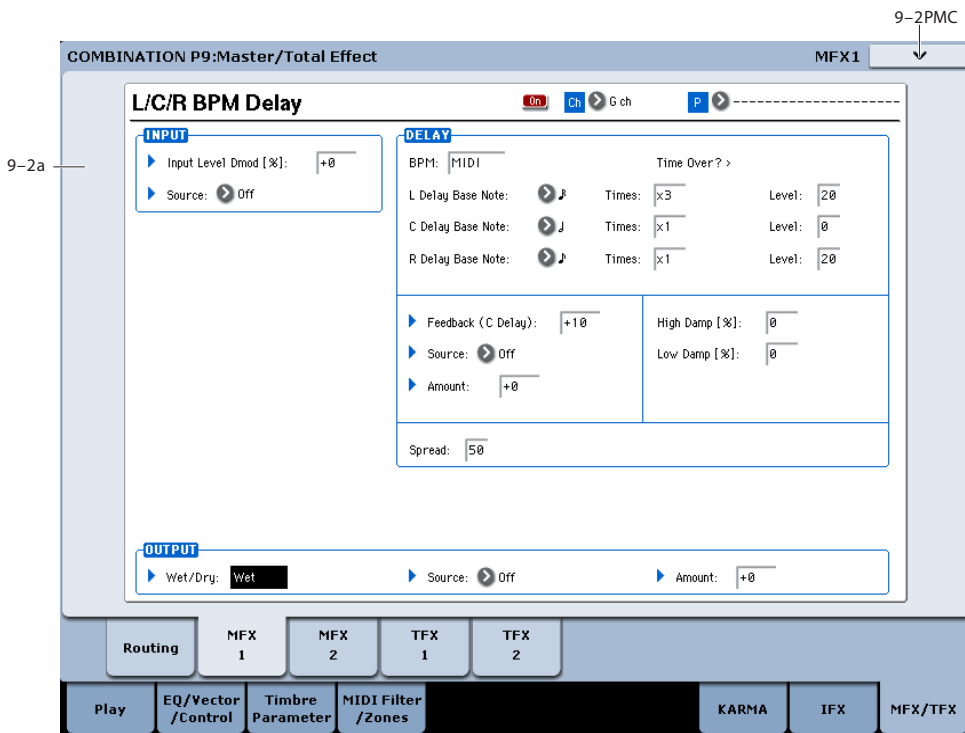 9–2PMC
COMBINATION P9:Master/Total Effect MFX1
L/C/R BPM Delay On Ch G ch P ---------------------
9–2a
INPUT
Input Level Dmod [%]: +0
Source: Off
DELAY
BPM: MIDI Time Over? >
L Delay Base Note: ♪ Times: x3 Level: 20
C Delay Base Note: ♩ Times: x1 Level: 0
R Delay Base Note: ♪ Times: x1 Level: 20
Feedback (C Delay): +10 High Damp [%]: 0
Source: Off Low Damp [%]: 0
Amount: +0
Spread: 50
OUTPUT
Wet/Dry: Wet Source: Off Amount: +0
Routing MFX 1 MFX 2 TFX 1 TFX 2
Play EQ/Vector /Control Timbre Parameter MIDI Filter /Zones KARMA IFX MFX/TFX